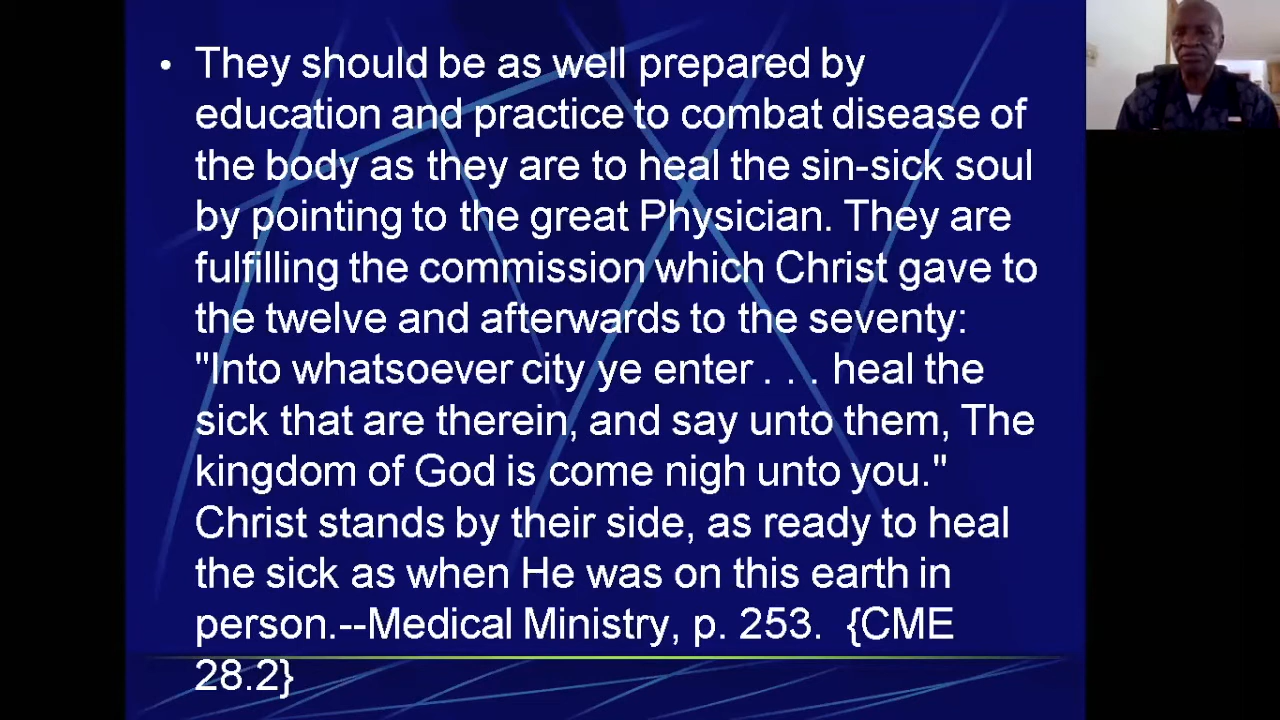 • They should be as well prepared by
education and practice to combat disease of
the body as they are to heal the sin-sick soul
by pointing to the great Physician. They are
fulfilling the commission which Christ gave to
the twelve and afterwards to the seventy:
"Into whatsoever city ye enter . . . heal the
sick that are therein, and say unto them, The
kingdom of God is come nigh unto you."
Christ stands by their side, as ready to heal
the sick as when He was on this earth in
person.--Medical Ministry, p. 253.  {CME
28.2}